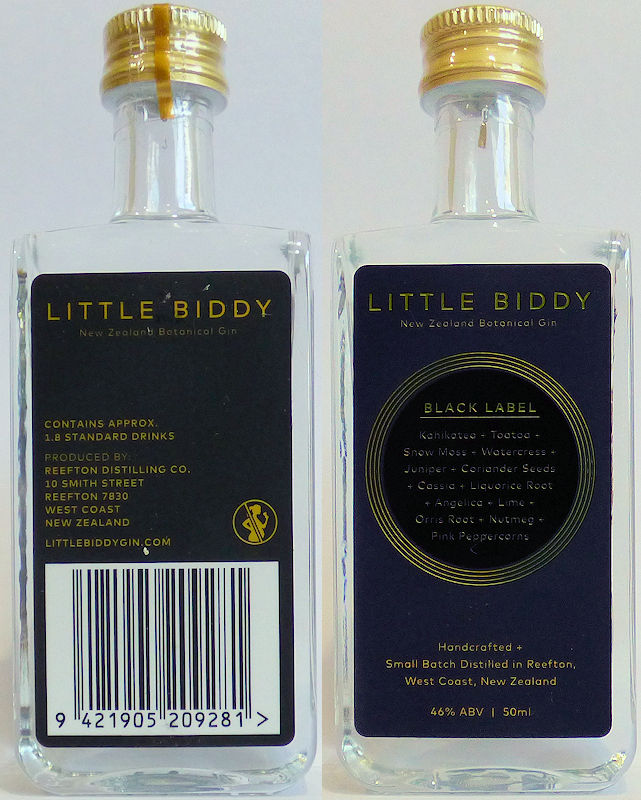 LITTLE BIDDY
New Zealand Botanical Gin
CONTAINS APPROX.
1.8 STANDARD DRINKS
PRODUCED BY:
REEFTON DISTILLING CO.
10 SMITH STREET
REEFTON 7830
WEST COAST
NEW ZEALAND
LITTLEBIDDYGIN.COM
9 421905 209281 >
LITTLE BIDDY
New Zealand Botanical Gin
BLACK LABEL
Kahikatea + Toatoa +
Snow Moss + Watercress +
Juniper + Coriander Seeds
+ Cassia + Liquorice Root
+ Angelica + Lime +
Orris Root + Nutmeg +
Pink Peppercorns
Handcrafted +
Small Batch Distilled in Reefton,
West Coast, New Zealand
46% ABV | 50ml